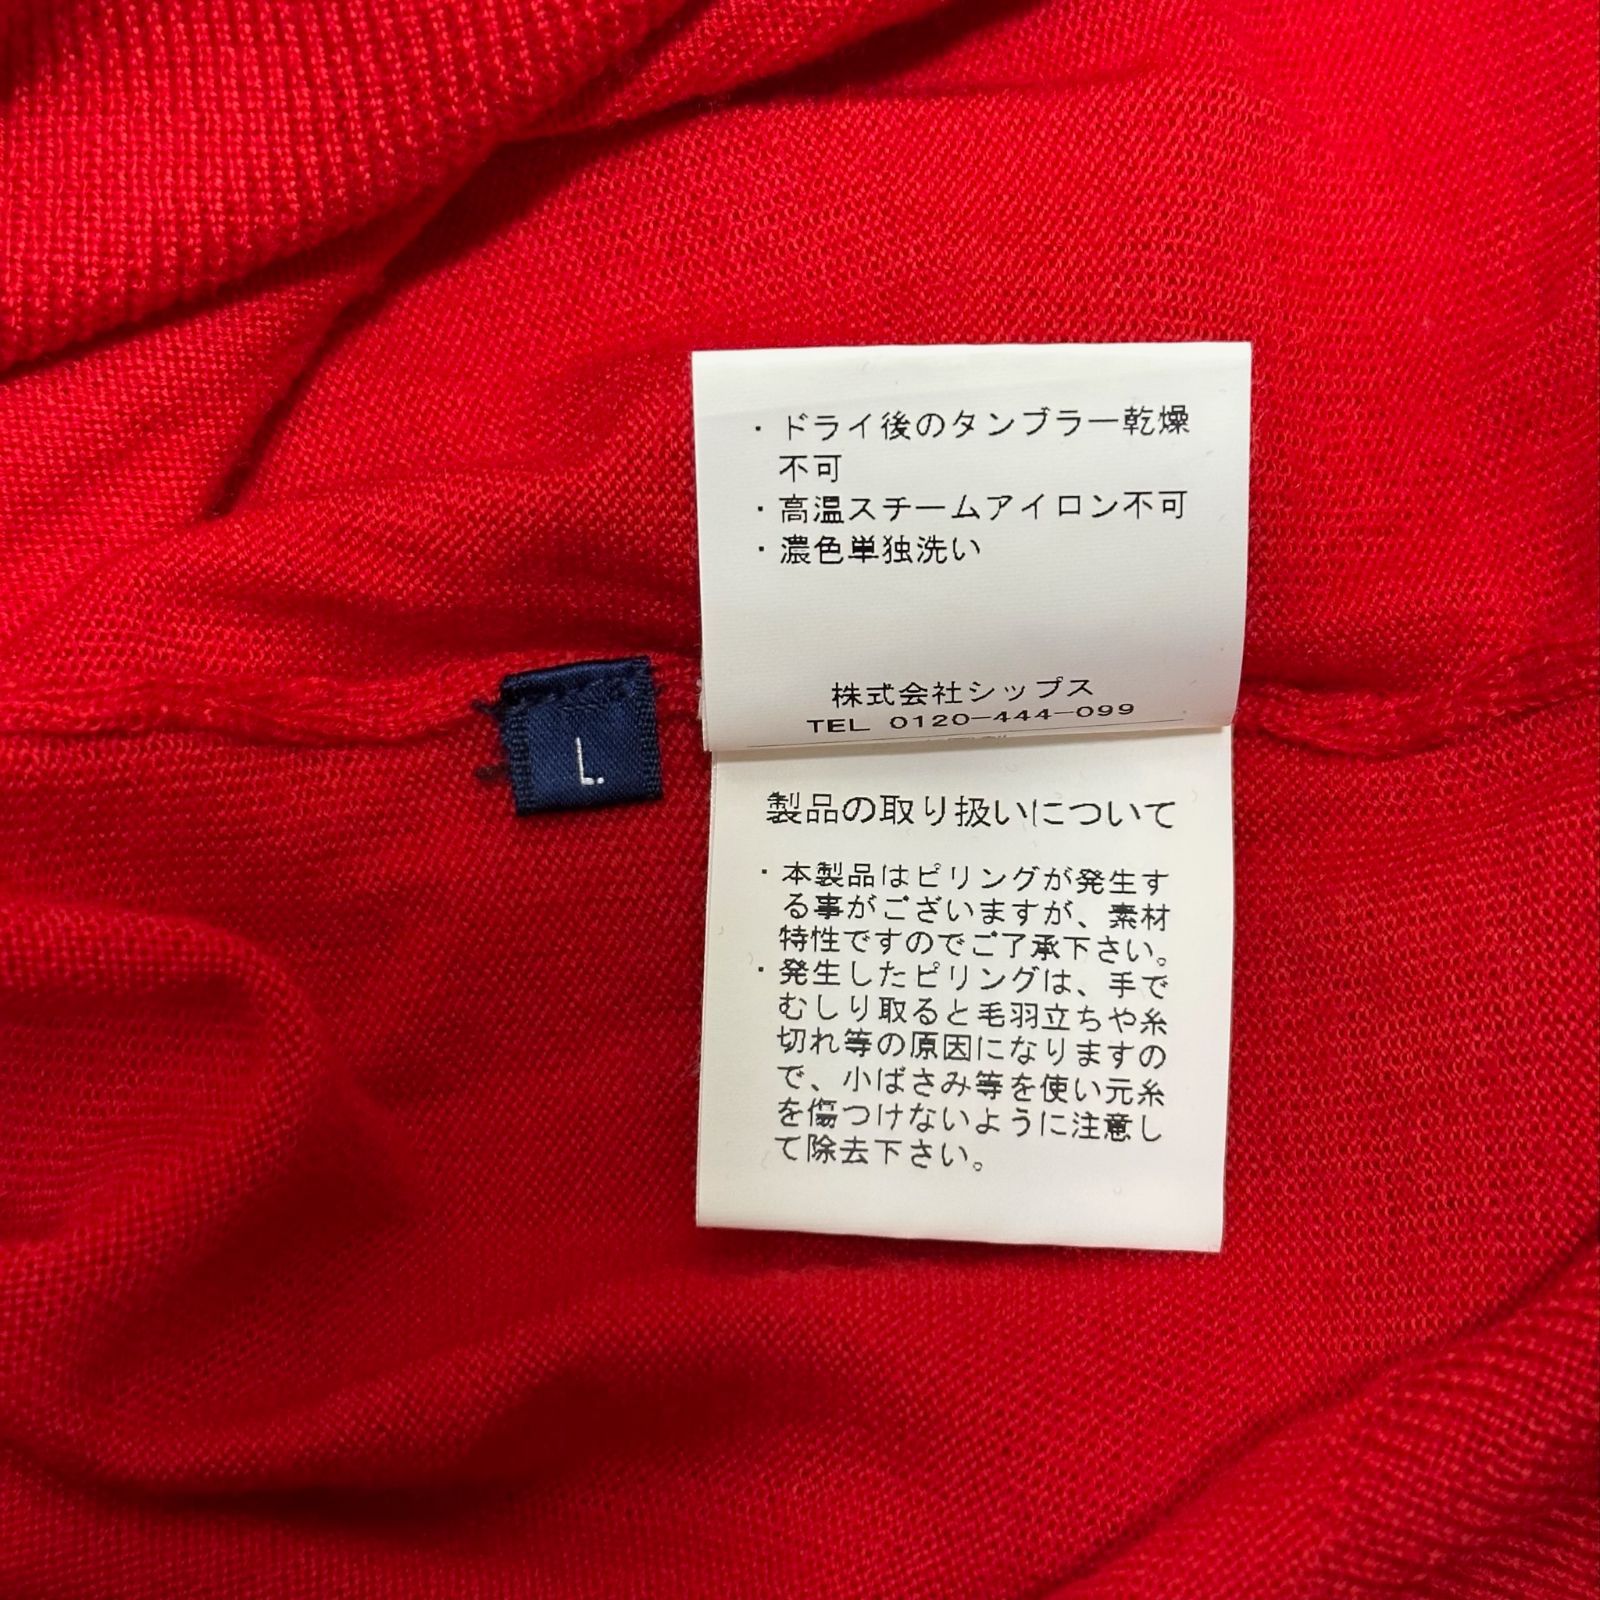 ・ドライ後のタンブラー乾燥
不可
・高温スチームアイロン不可
・濃色単独洗い
株式会社シップス
TEL 0120-444-099
L
製品の取り扱いについて
・本製品はピリングが発生す
る事がございますが、素材
特性ですのでご了承下さい。
・発生したピリングは、手で
むしり取ると毛羽立ちや糸
切れ等の原因になりますの
で、小ばさみ等を使い元糸
を傷つけないように注意し
て除去下さい。